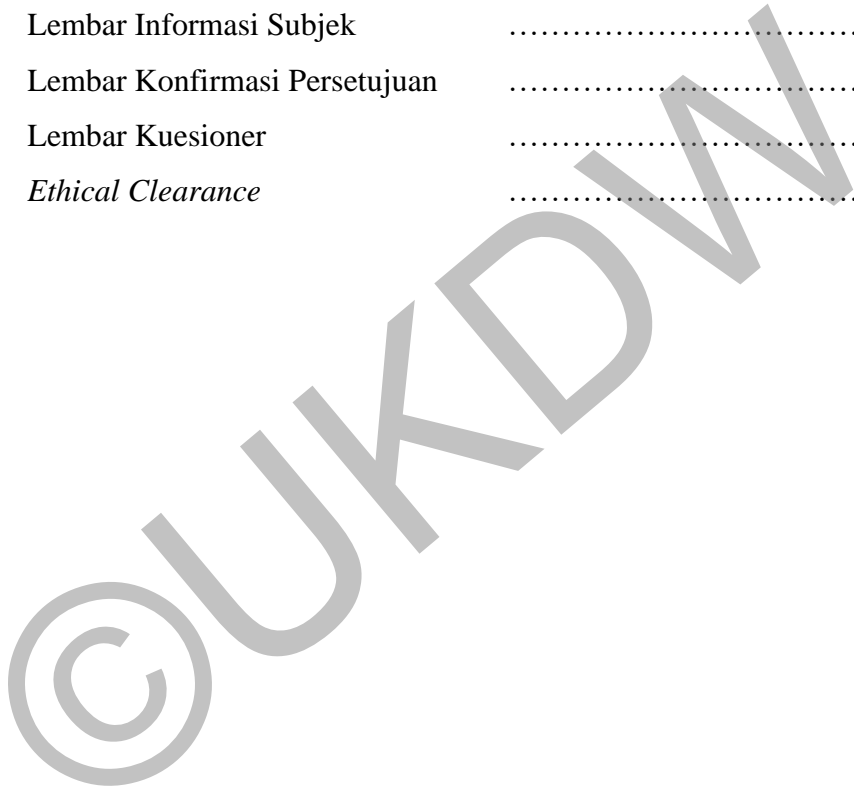 Lembar Informasi Subjek ……………………………
Lembar Konfirmasi Persetujuan ……………………………
Lembar Kuesioner ……………………………
Ethical Clearance ……………………………
©UKDW